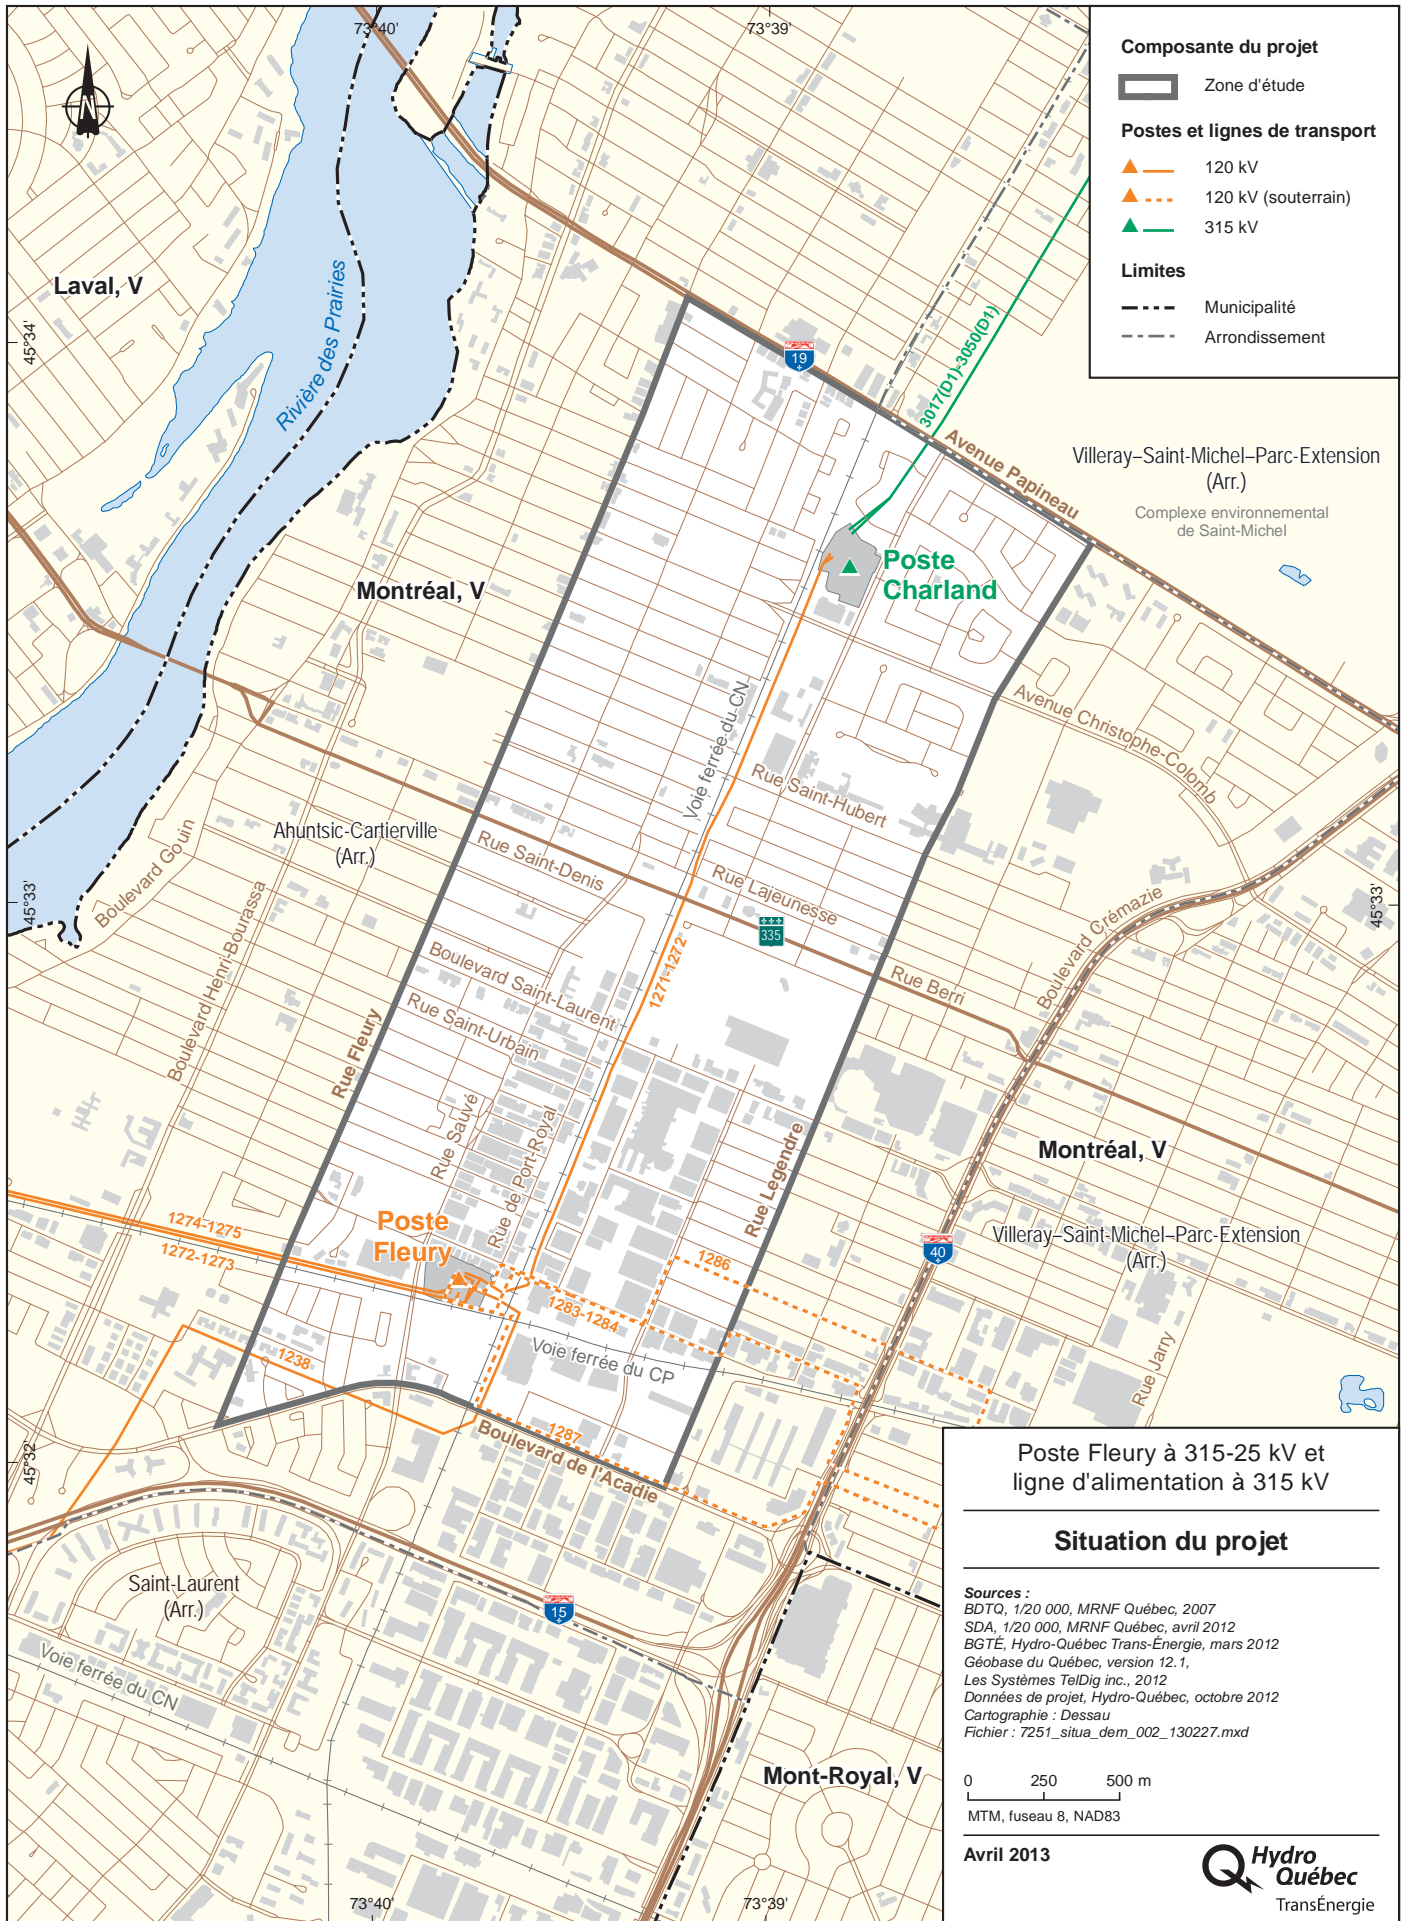 73°40'
73°39'
Composante du projet
Zone d'étude
Postes et lignes de transport
120 kV
120 kV (souterrain)
315 kV
Limites
Municipalité
Arrondissement
N
Laval, V
Rivière des Prairies
45°34'
19
3017(D1)-3050(D1)
Avenue Papineau
Villeray–Saint-Michel–Parc-Extension
(Arr.)
Complexe environnemental
de Saint-Michel
Poste
Charland
Montréal, V
Avenue Christophe-Colomb
Voie ferrée du CN
Rue Saint-Hubert
Ahuntsic-Cartierville
(Arr.)
Rue Saint-Denis
Rue Lajeunesse
Boulevard Gouin
Boulevard Henri-Bourassa
45°33'
45°33'
335
Boulevard Crémazie
Rue Berri
Boulevard Saint-Laurent
1271-1272
Rue Saint-Urbain
Rue Fleury
Rue Sauvé
Rue de Port-Royal
Rue Legendre
Montréal, V
Villeray–Saint-Michel–Parc-Extension
(Arr.)
40
1274-1275
1272-1273
Poste
Fleury
1286
1283-1284
Voie ferrée du CP
1238
Rue Jarry
1287
Boulevard de l'Acadie
45°32'
Saint-Laurent
(Arr.)
15
Voie ferrée du CN
Mont-Royal, V
73°40'
73°39'
Poste Fleury à 315-25 kV et
ligne d'alimentation à 315 kV
Situation du projet
Sources :
BDTQ, 1/20 000, MRNF Québec, 2007
SDA, 1/20 000, MRNF Québec, avril 2012
BGTÉ, Hydro-Québec Trans-Énergie, mars 2012
Géobase du Québec, version 12.1,
Les Systèmes TelDig inc., 2012
Données de projet, Hydro-Québec, octobre 2012
Cartographie : Dessau
Fichier : 7251_situa_dem_002_130227.mxd
0 250 500 m
MTM, fuseau 8, NAD83
Avril 2013
Hydro
Québec
TransÉnergie